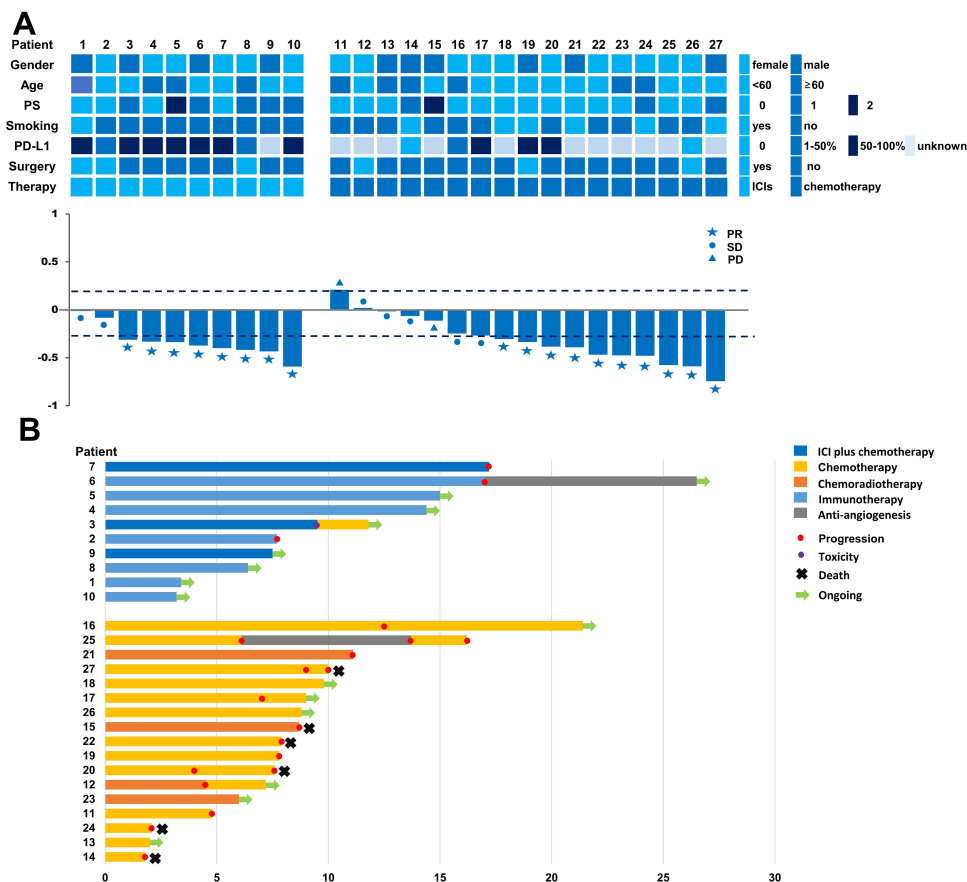 A
Patient 1 2 3 4 5 6 7 8 9 10 11 12 13 14 15 16 17 18 19 20 21 22 23 24 25 26 27
Gender female male
Age <60 ≥60
PS 0 1 2
Smoking yes no
PD-L1 0 1-50% 50-100% unknown
Surgery yes no
Therapy ICIs chemotherapy
1
0.5
0
-0.5
-1
PR
SD
PD
B
Patient
7
6
5
4
3
2
9
8
1
10
16
25
21
27
18
17
26
15
22
19
20
12
23
11
24
13
14
0 5 10 15 20 25 30
ICI plus chemotherapy
Chemotherapy
Chemoradiotherapy
Immunotherapy
Anti-angiogenesis
Progression
Toxicity
Death
Ongoing